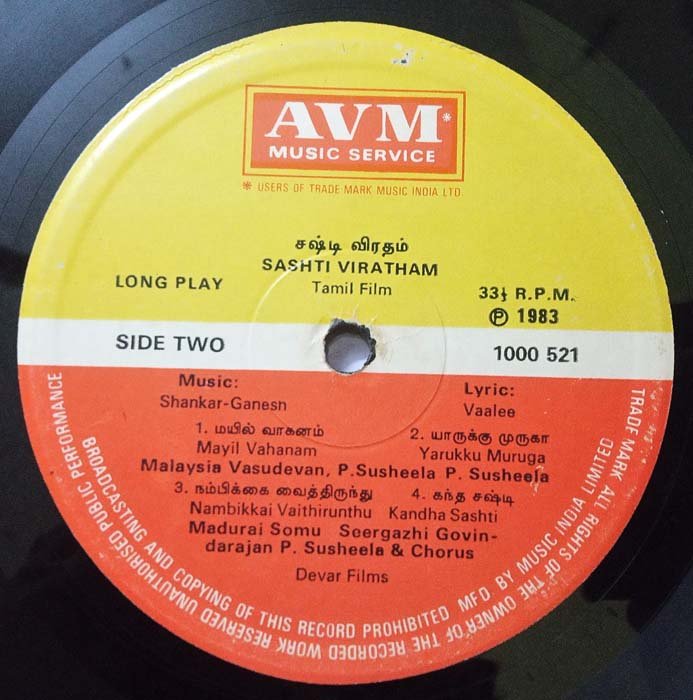 AVM*
MUSIC SERVICE
* USERS OF TRADE MARK MUSIC INDIA LTD.
சஷ்டி விரதம்
SASHTI VIRATHAM
LONG PLAY
Tamil Film
33⅓ R.P.M.
℗ 1983
SIDE TWO
1000 521
Music:
Lyric:
Shankar-Ganesh
Vaalee
1. மயில் வாகனம்
2. யாருக்கு முருகா
Mayil Vahanam
Yarukku Muruga
Malaysia Vasudevan, P.Susheela P. Susheela
3. நம்பிக்கை வைத்திருந்து
4. கந்த சஷ்டி
Nambikkai Vaithirunthu
Kandha Sashti
Madurai Somu Seergazhi Govin-
darajan P. Susheela & Chorus
Devar Films
TRADE MARK ALL RIGHTS OF THE OWNER OF THE RECORDED WORK RESERVED UNAUTHORISED PUBLIC PERFORMANCE
BROADCASTING AND COPYING OF THIS RECORD PROHIBITED MFD BY MUSIC INDIA LIMITED